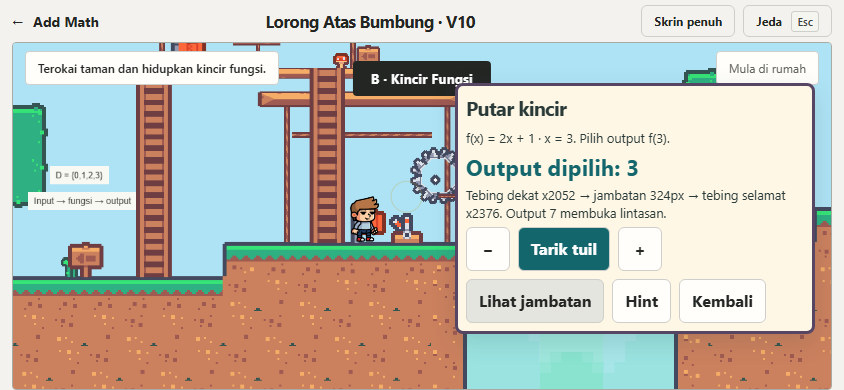 ← Add Math
Lorong Atas Bumbung · V10
Skrin penuh
Jeda Esc
Terokai taman dan hidupkan kincir fungsi.
B · Kincir Fungsi
Mula di rumah
D = {0,1,2,3}
Input → fungsi → output
Putar kincir
f(x) = 2x + 1 · x = 3. Pilih output f(3).
Output dipilih: 3
Tebing dekat x2052 → jambatan 324px → tebing selamat
x2376. Output 7 membuka lintasan.
− Tarik tuil +
Lihat jambatan Hint Kembali